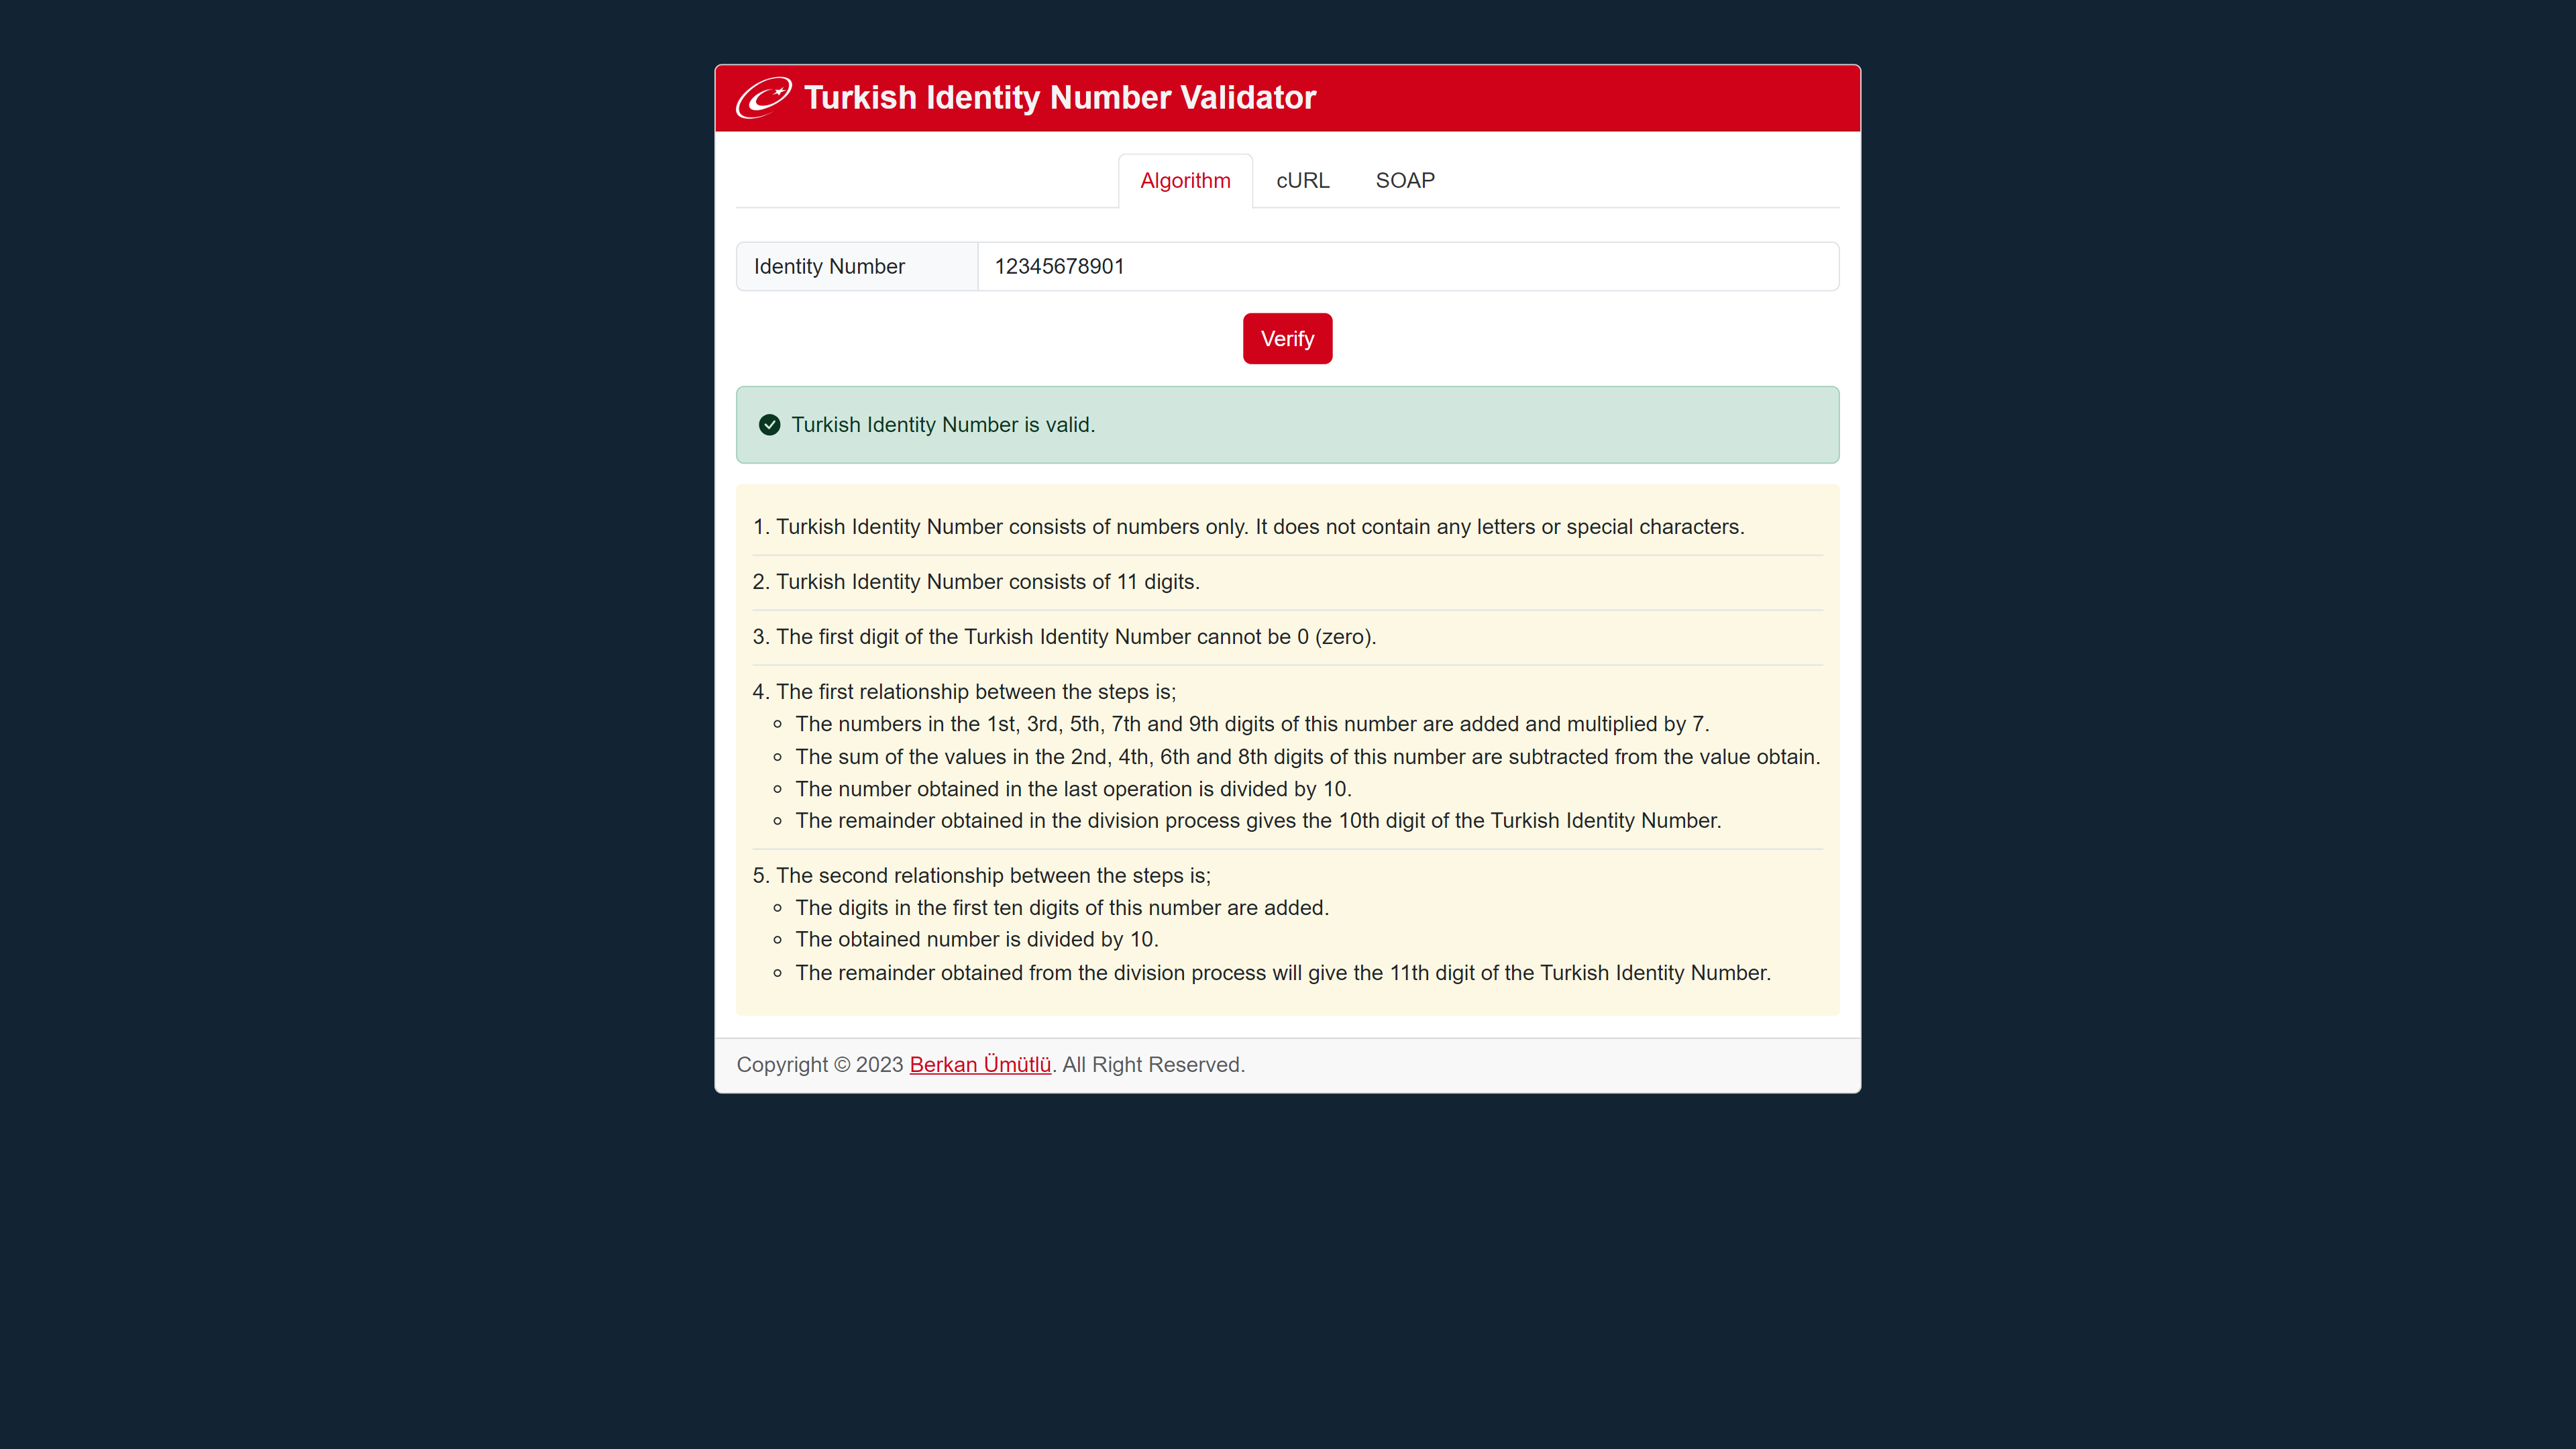 Turkish Identity Number Validator
Algorithm cURL SOAP
Identity Number 12345678901
Verify
Turkish Identity Number is valid.
1. Turkish Identity Number consists of numbers only. It does not contain any letters or special characters.
2. Turkish Identity Number consists of 11 digits.
3. The first digit of the Turkish Identity Number cannot be 0 (zero).
4. The first relationship between the steps is;
The numbers in the 1st, 3rd, 5th, 7th and 9th digits of this number are added and multiplied by 7.
The sum of the values in the 2nd, 4th, 6th and 8th digits of this number are subtracted from the value obtain.
The number obtained in the last operation is divided by 10.
The remainder obtained in the division process gives the 10th digit of the Turkish Identity Number.
5. The second relationship between the steps is;
The digits in the first ten digits of this number are added.
The obtained number is divided by 10.
The remainder obtained from the division process will give the 11th digit of the Turkish Identity Number.
Copyright © 2023 Berkan Ümütlü. All Right Reserved.